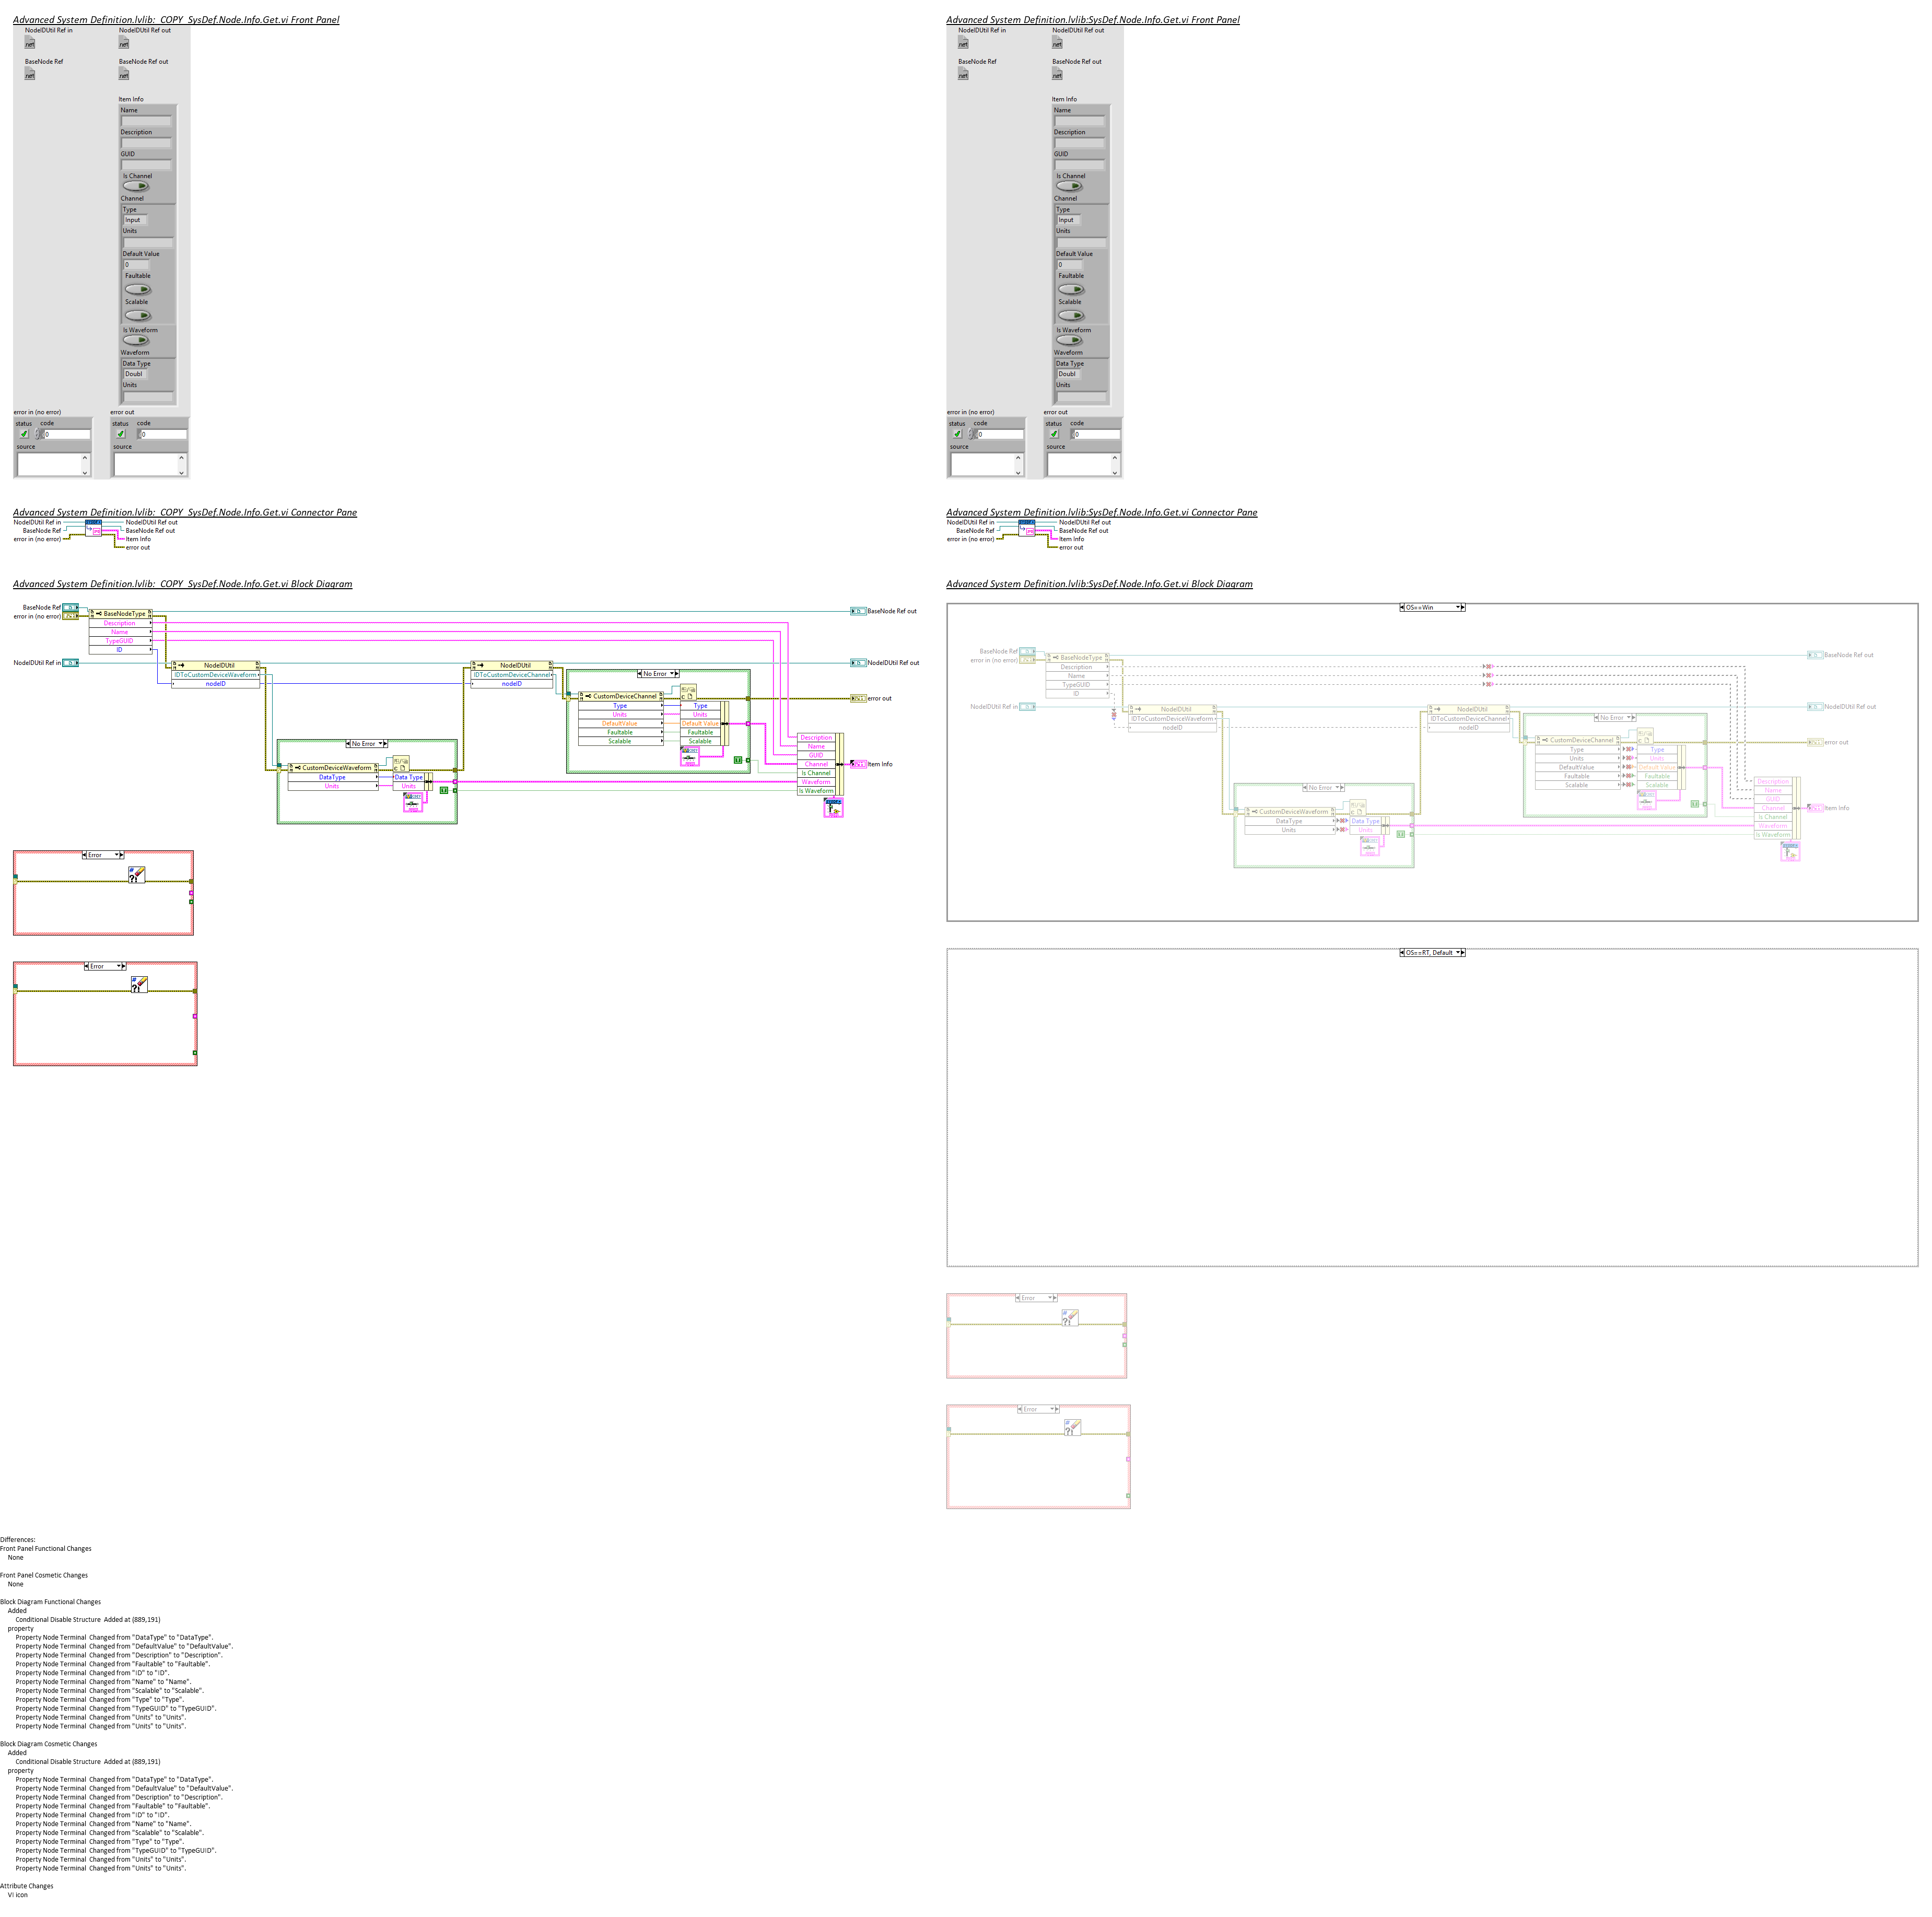 Advanced System Definition.lvlib:_COPY_SysDef.Node.Info.Get.vi Front Panel
NodeIDUtil Ref in
NodeIDUtil Ref out
BaseNode Ref
BaseNode Ref out
Item Info
Name
Description
GUID
Is Channel
Channel
Type
Input
Units
Default Value
0
Faultable
Scalable
Is Waveform
Waveform
Data Type
Doubl
Units
error in (no error)
error out
status code
0
source
status code
0
source
Advanced System Definition.lvlib:SysDef.Node.Info.Get.vi Front Panel
NodeIDUtil Ref in
NodeIDUtil Ref out
BaseNode Ref
BaseNode Ref out
Item Info
Name
Description
GUID
Is Channel
Channel
Type
Input
Units
Default Value
0
Faultable
Scalable
Is Waveform
Waveform
Data Type
Doubl
Units
error in (no error)
error out
status code
0
source
status code
0
source
Advanced System Definition.lvlib:_COPY_SysDef.Node.Info.Get.vi Connector Pane
NodeIDUtil Ref in
BaseNode Ref
error in (no error)
NodeIDUtil Ref out
BaseNode Ref out
Item Info
error out
Advanced System Definition.lvlib:SysDef.Node.Info.Get.vi Connector Pane
NodeIDUtil Ref in
BaseNode Ref
error in (no error)
NodeIDUtil Ref out
BaseNode Ref out
Item Info
error out
Advanced System Definition.lvlib:_COPY_SysDef.Node.Info.Get.vi Block Diagram
BaseNode Ref
error in (no error)
BaseNodeType
Description
Name
TypeGUID
ID
BaseNode Ref out
NodeIDUtil Ref in
NodeIDUtil
IDToCustomDeviceWaveform
nodeID
NodeIDUtil
IDToCustomDeviceChannel
nodeID
NodeIDUtil Ref out
No Error
CustomDeviceChannel
Type
Units
DefaultValue
Faultable
Scalable
Type
Units
Default Value
Faultable
Scalable
error out
No Error
CustomDeviceWaveform
DataType
Units
Data Type
Units
Description
Name
GUID
Channel
Is Channel
Waveform
Is Waveform
Item Info
Error
Error
Advanced System Definition.lvlib:SysDef.Node.Info.Get.vi Block Diagram
OS==Win
BaseNode Ref
error in (no error)
BaseNodeType
Description
Name
TypeGUID
ID
BaseNode Ref out
NodeIDUtil Ref in
NodeIDUtil
IDToCustomDeviceWaveform
nodeID
NodeIDUtil
IDToCustomDeviceChannel
nodeID
NodeIDUtil Ref out
No Error
CustomDeviceChannel
Type
Units
DefaultValue
Faultable
Scalable
Type
Units
Default Value
Faultable
Scalable
error out
No Error
CustomDeviceWaveform
DataType
Units
Data Type
Units
Description
Name
GUID
Channel
Is Channel
Waveform
Is Waveform
Item Info
OS==RT, Default
Error
Error
Differences:
Front Panel Functional Changes
None
Front Panel Cosmetic Changes
None
Block Diagram Functional Changes
Added
Conditional Disable Structure Added at (889,191)
property
Property Node Terminal Changed from "DataType" to "DataType".
Property Node Terminal Changed from "DefaultValue" to "DefaultValue".
Property Node Terminal Changed from "Description" to "Description".
Property Node Terminal Changed from "Faultable" to "Faultable".
Property Node Terminal Changed from "ID" to "ID".
Property Node Terminal Changed from "Name" to "Name".
Property Node Terminal Changed from "Scalable" to "Scalable".
Property Node Terminal Changed from "Type" to "Type".
Property Node Terminal Changed from "TypeGUID" to "TypeGUID".
Property Node Terminal Changed from "Units" to "Units".
Property Node Terminal Changed from "Units" to "Units".
Block Diagram Cosmetic Changes
Added
Conditional Disable Structure Added at (889,191)
property
Property Node Terminal Changed from "DataType" to "DataType".
Property Node Terminal Changed from "DefaultValue" to "DefaultValue".
Property Node Terminal Changed from "Description" to "Description".
Property Node Terminal Changed from "Faultable" to "Faultable".
Property Node Terminal Changed from "ID" to "ID".
Property Node Terminal Changed from "Name" to "Name".
Property Node Terminal Changed from "Scalable" to "Scalable".
Property Node Terminal Changed from "Type" to "Type".
Property Node Terminal Changed from "TypeGUID" to "TypeGUID".
Property Node Terminal Changed from "Units" to "Units".
Property Node Terminal Changed from "Units" to "Units".
Attribute Changes
VI icon